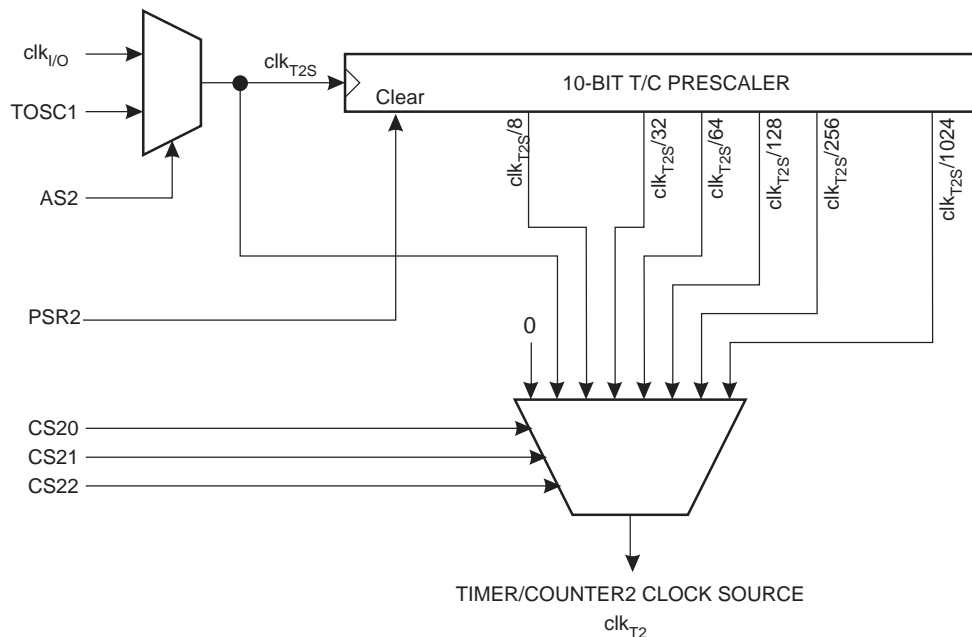 clkI/O
clkT2S
10-BIT T/C PRESCALER
TOSC1
Clear
clkT2S/8
clkT2S/32
clkT2S/64
clkT2S/128
clkT2S/256
clkT2S/1024
AS2
PSR2
0
CS20
CS21
CS22
TIMER/COUNTER2 CLOCK SOURCE
clkT2